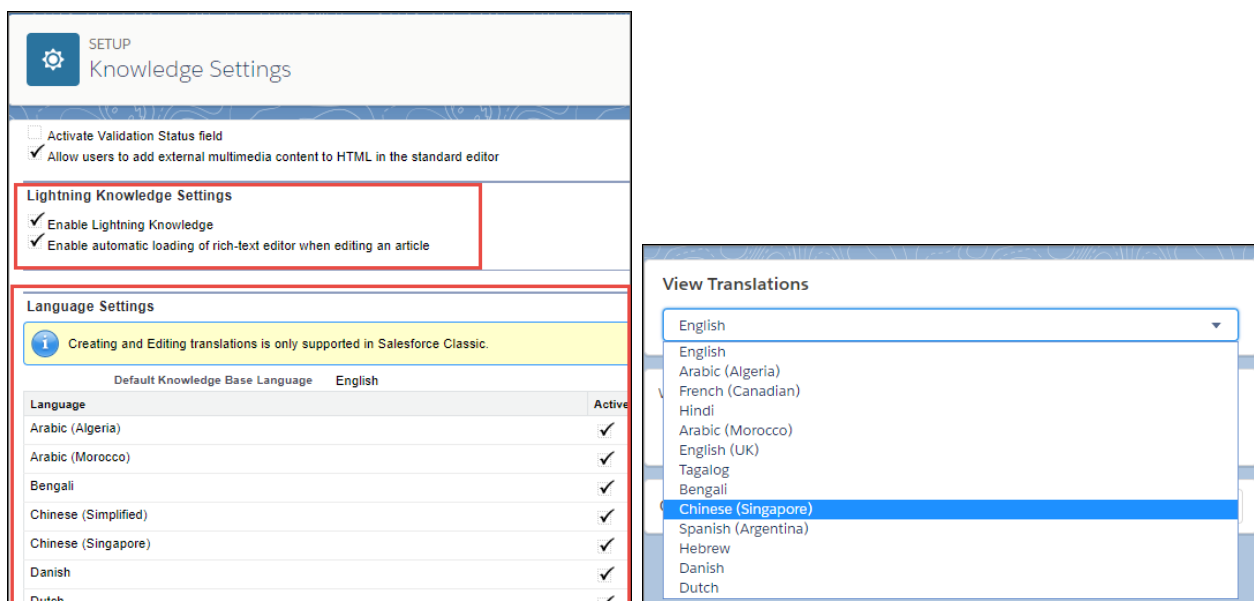 SETUP
Knowledge Settings
Activate Validation Status field
Allow users to add external multimedia content to HTML in the standard editor
Lightning Knowledge Settings
Enable Lightning Knowledge
Enable automatic loading of rich-text editor when editing an article
Language Settings
Creating and Editing translations is only supported in Salesforce Classic.
Default Knowledge Base Language English
Language Active
Arabic (Algeria)
Arabic (Morocco)
Bengali
Chinese (Simplified)
Chinese (Singapore)
Danish
Dutch
View Translations
English
English
Arabic (Algeria)
French (Canadian)
Hindi
Arabic (Morocco)
English (UK)
Tagalog
Bengali
Chinese (Singapore)
Spanish (Argentina)
Hebrew
Danish
Dutch